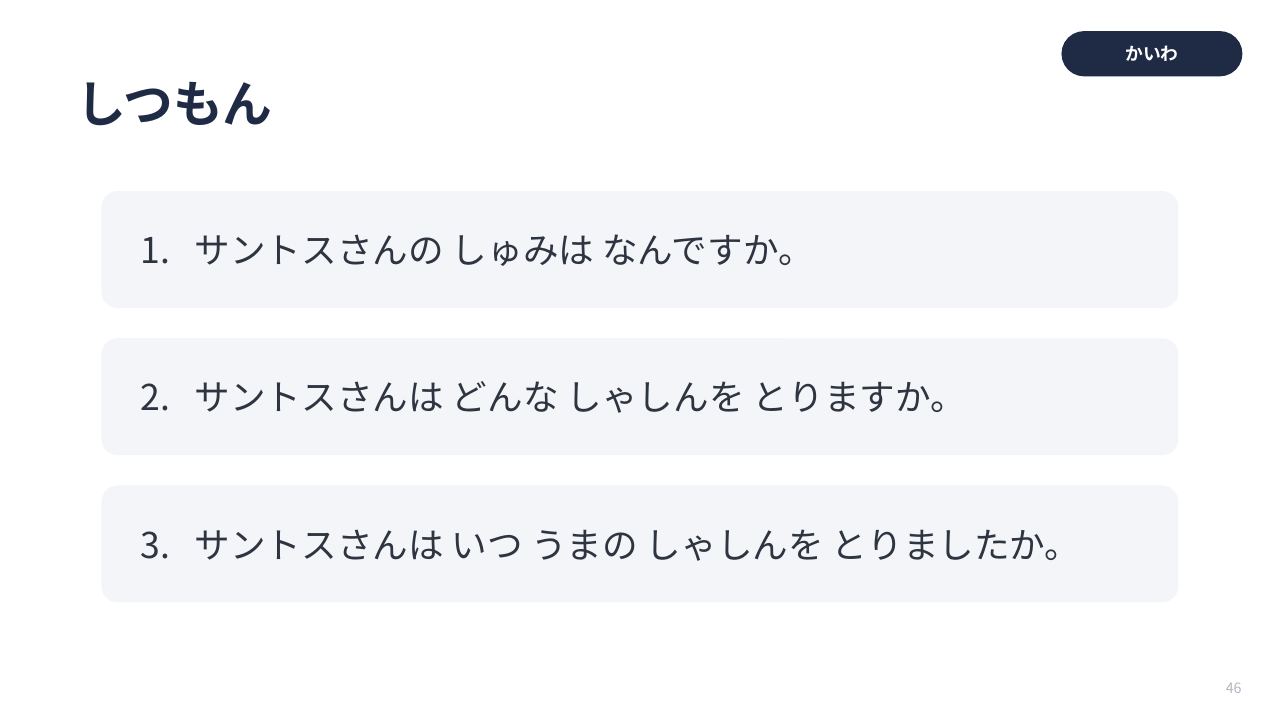 かいわ
しつもん
1. サントスさんの しゅみは なんですか。
2. サントスさんは どんな しゃしんを とりますか。
3. サントスさんは いつ うまの しゃしんを とりましたか。
46